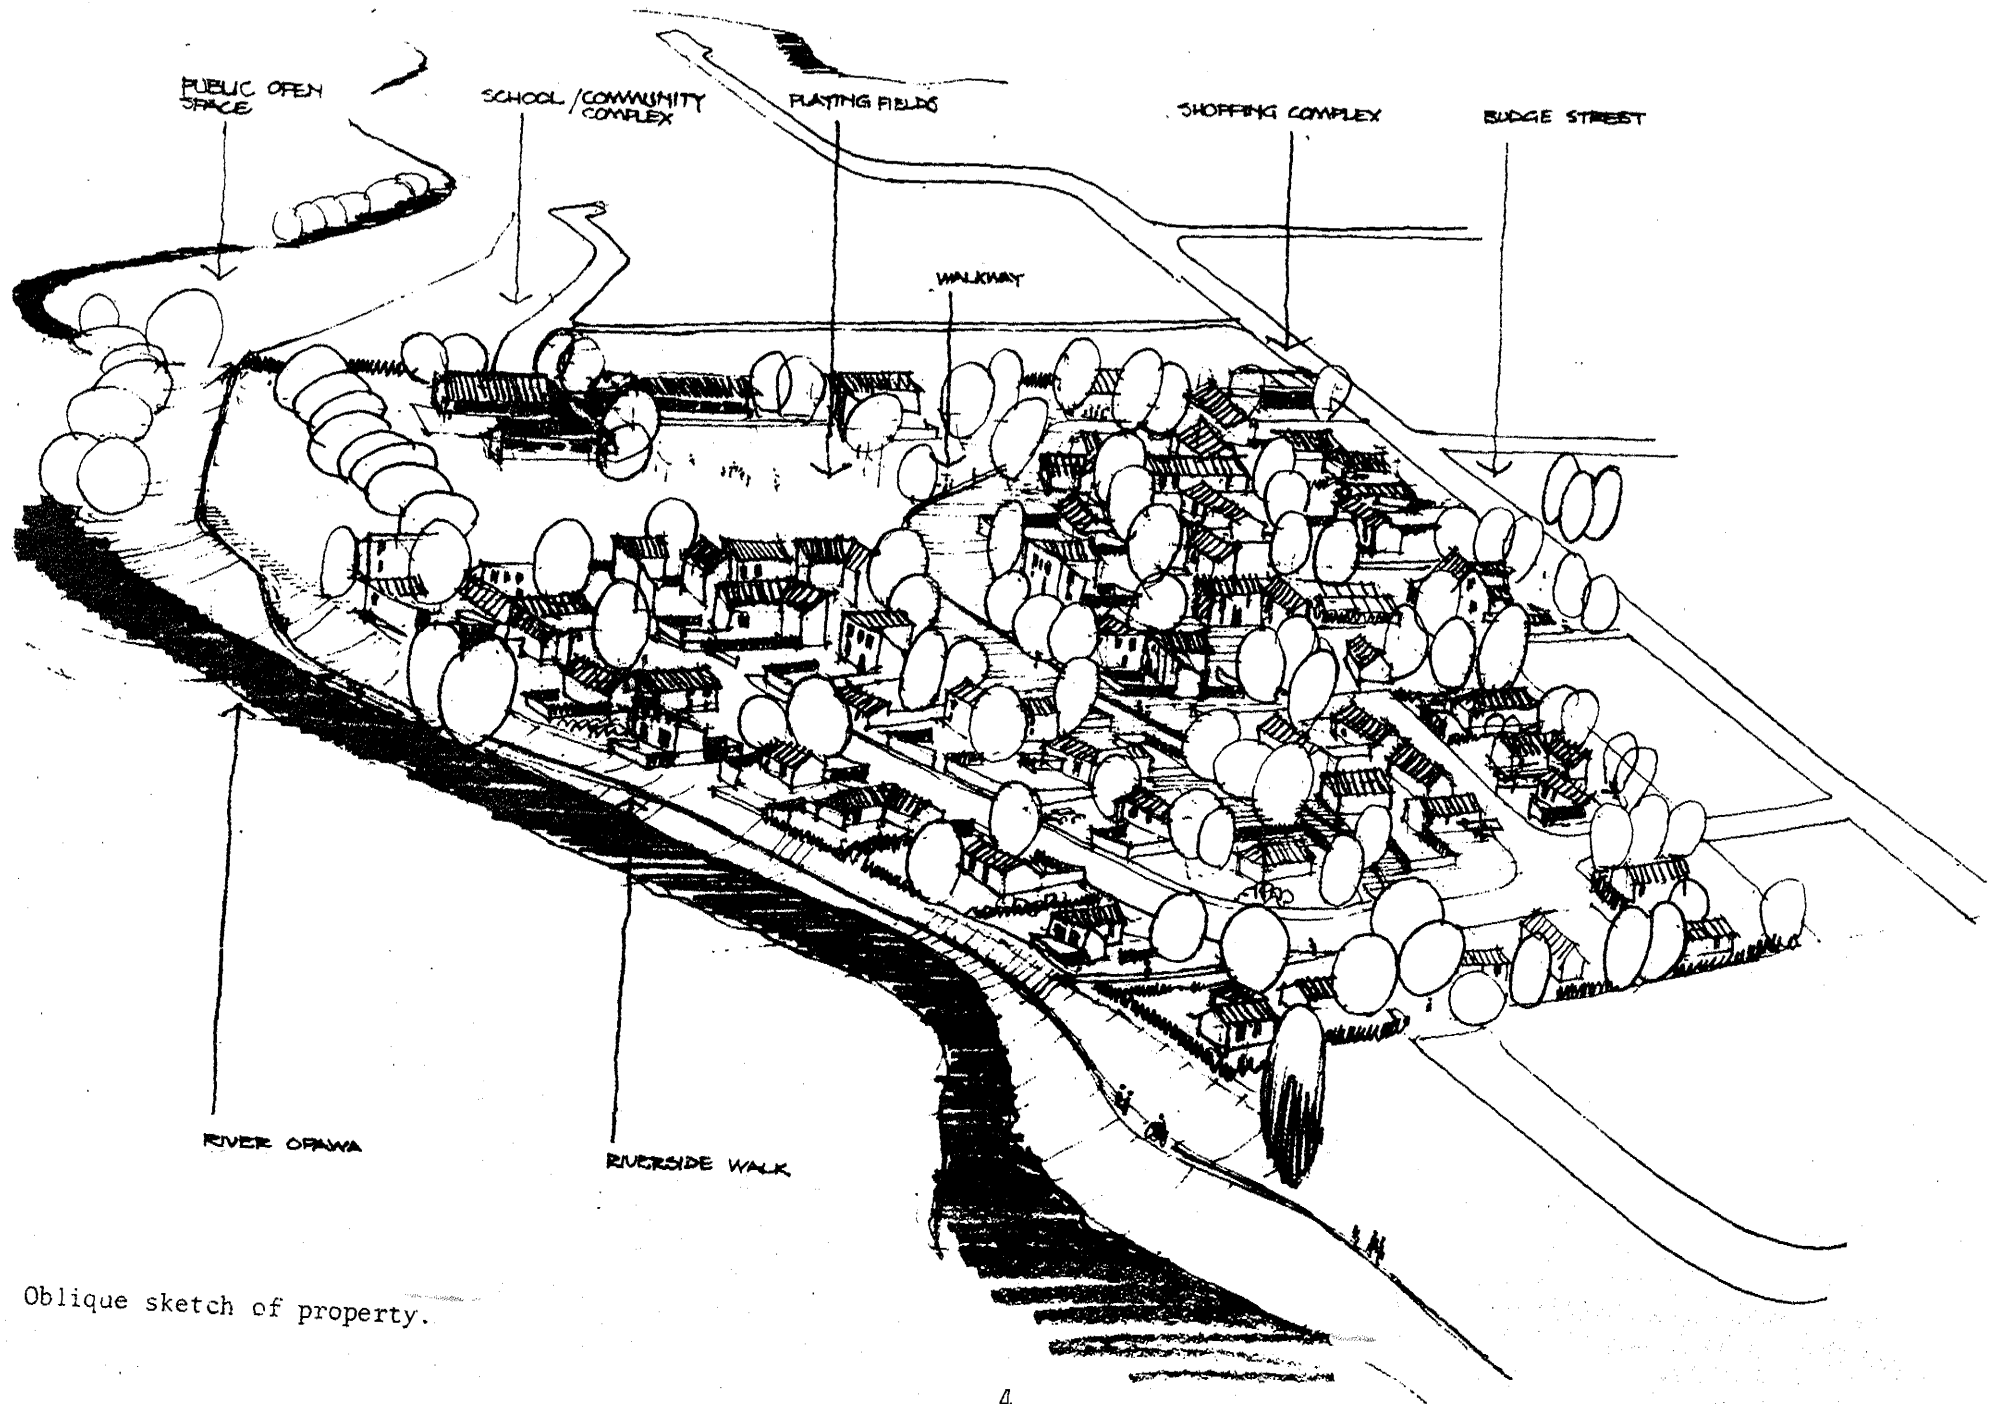 PUBLIC OPEN
SPACE
SCHOOL / COMMUNITY
COMPLEX
PLAYING FIELDS
SHOPPING COMPLEX
BUDGE STREET
WALKWAY
RIVER OPAWA
RIVERSIDE WALK
Oblique sketch of property.
4